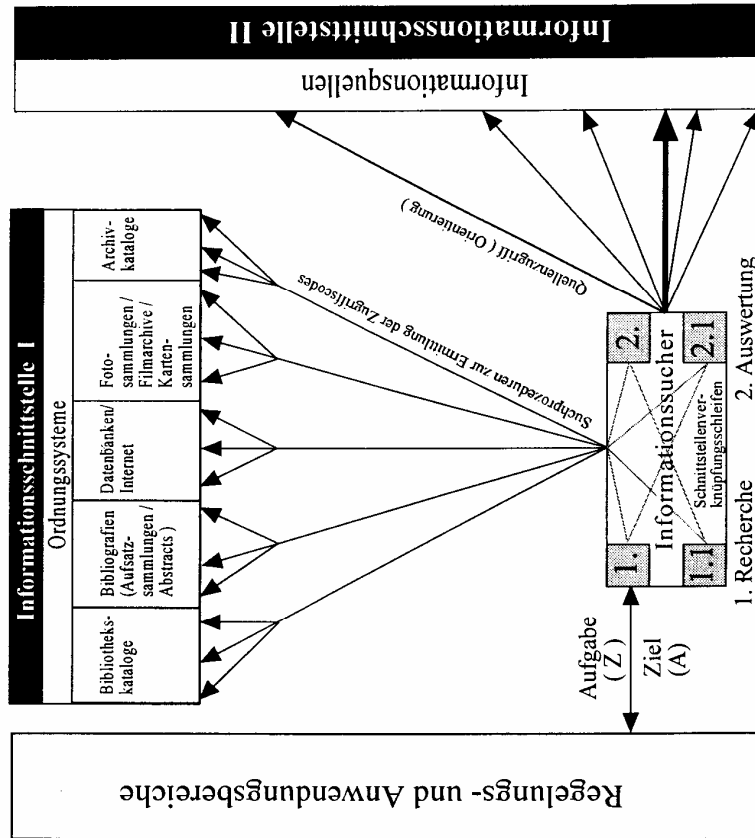 Informationsschnittstelle I
Ordnungssysteme
Bibliotheks-
kataloge
Bibliografien
(Aufsatz-
sammlungen /
Abstracts )
Datenbänken/
Internet
Foto-
sammlungen /
Filmarchive /
Karten-
sammlungen
Archiv-
kataloge
Suchprozeduren zur Ermittlung der Zugriffscodes
Quellenzugriff ( Orientierung )
Informationsquellen
Informationsschnittstelle II
Regelungs- und Anwendungsbereiche
Aufgabe
( Z )
Ziel
(A)
1.
2.
Informationssucher
1.1
Schnittstellenver-
knüpfungsschleifen
2.1
1. Recherche
2. Auswertung